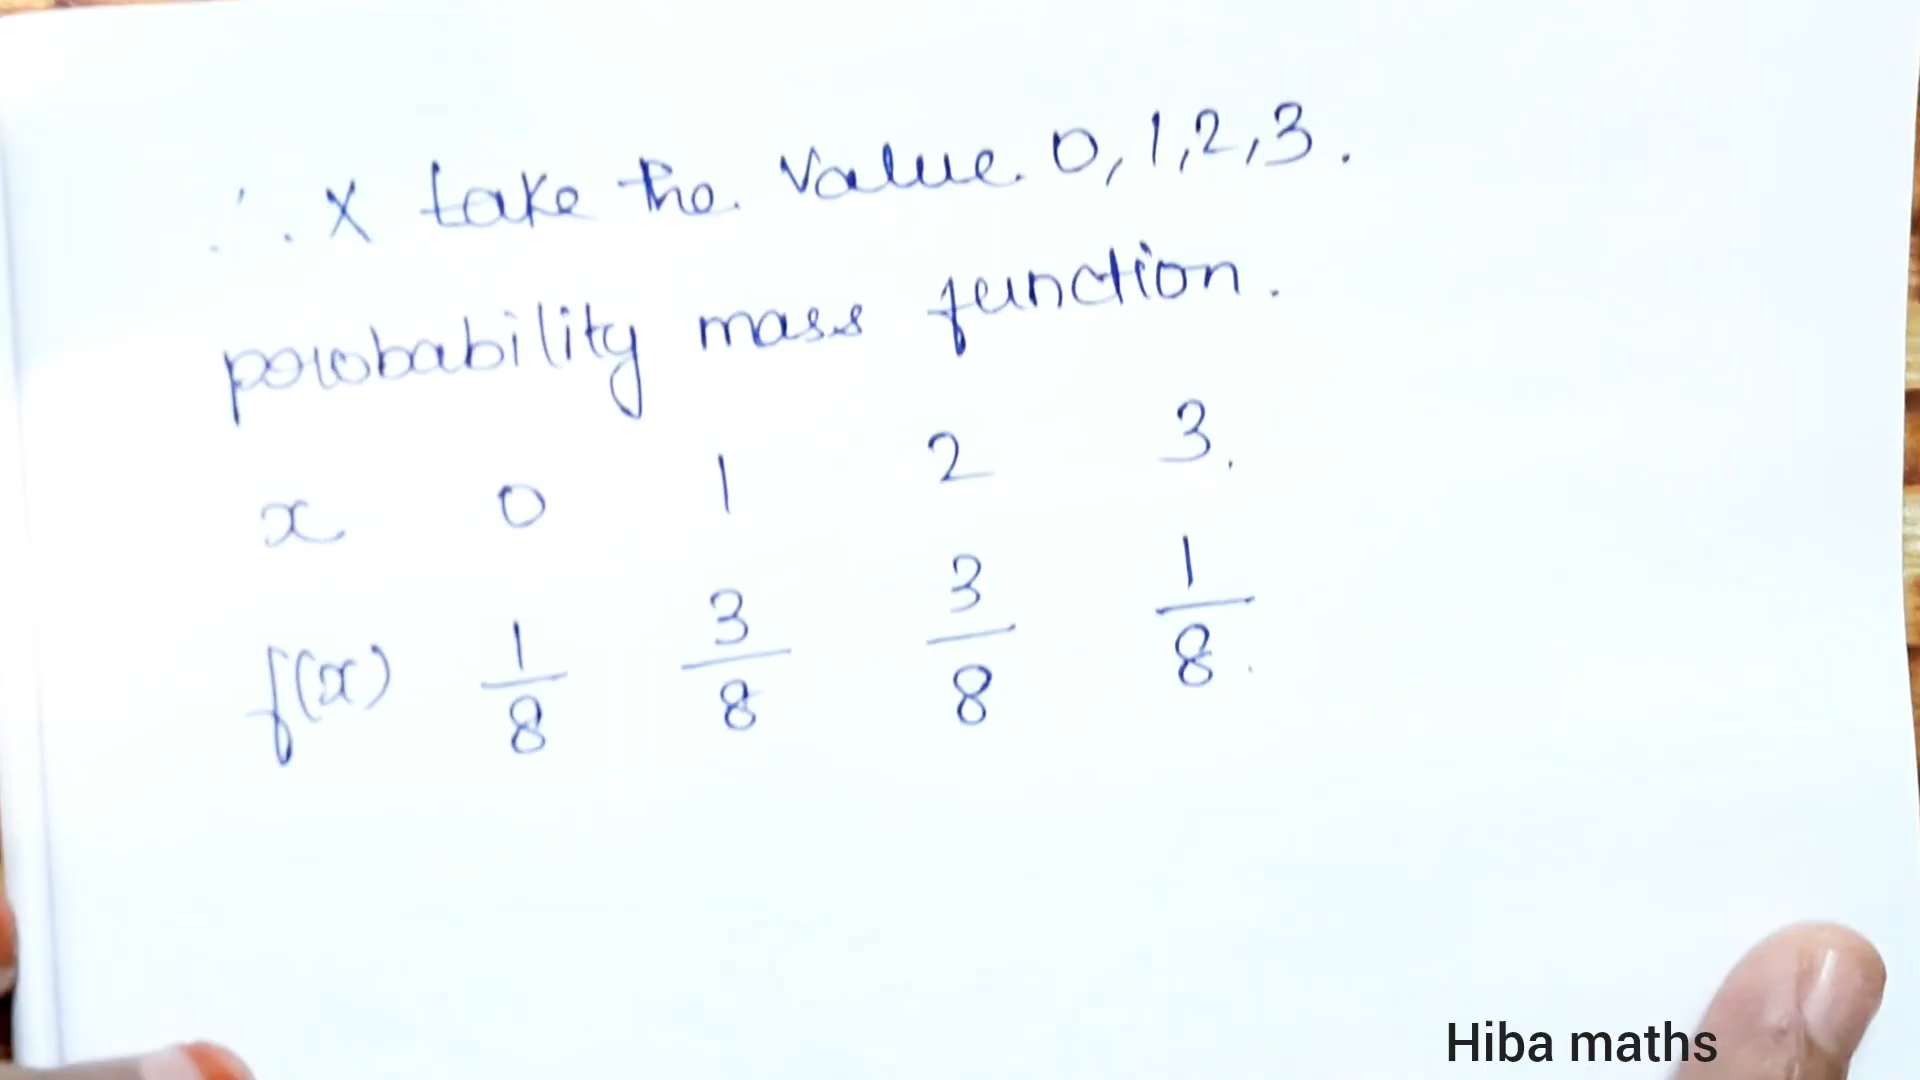 ∴ X take the value 0, 1, 2, 3.
porobability mass function.
x 0 1 2 3.
f(x) 1/8 3/8 3/8 1/8.
Hiba maths